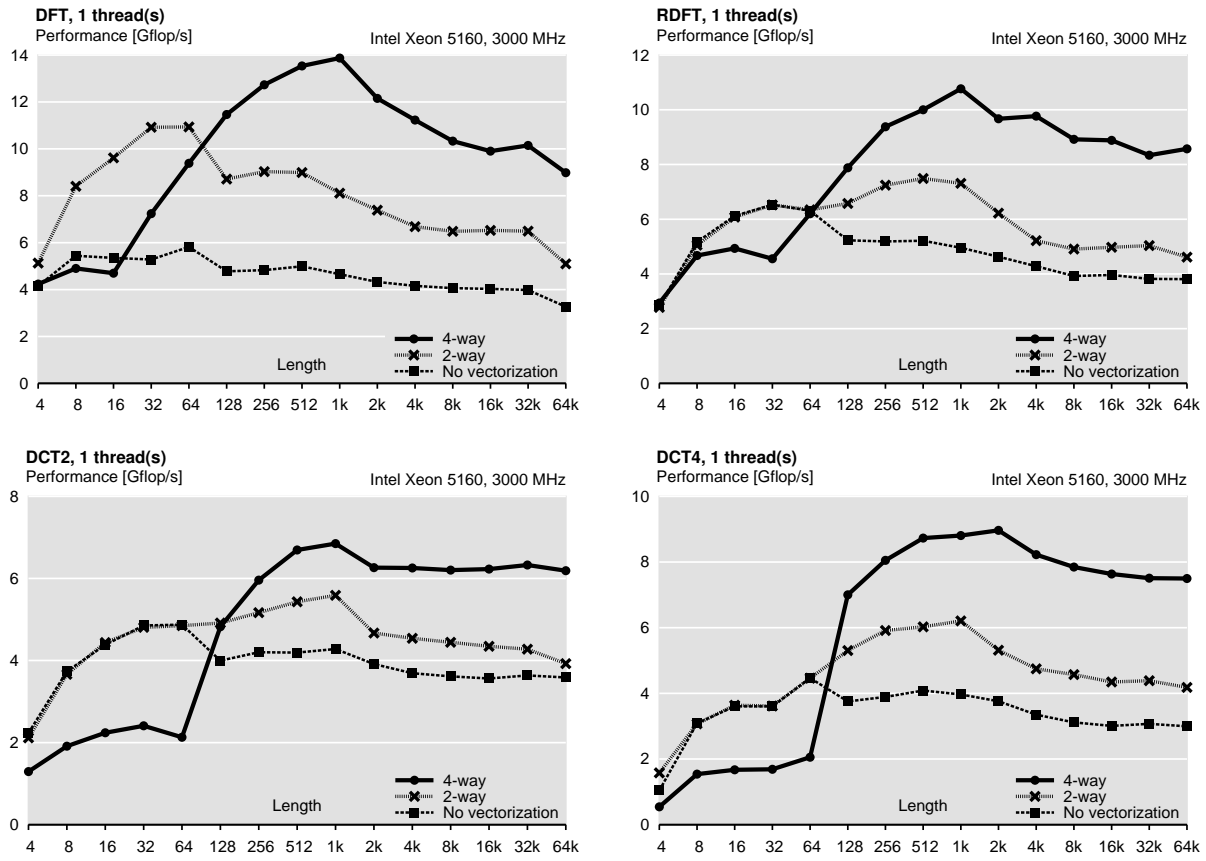 DFT, 1 thread(s)
Performance [Gflop/s]
Intel Xeon 5160, 3000 MHz
14
12
10
8
6
4
2
0
4-way
2-way
No vectorization
Length
4 8 16 32 64 128 256 512 1k 2k 4k 8k 16k 32k 64k
RDFT, 1 thread(s)
Performance [Gflop/s]
Intel Xeon 5160, 3000 MHz
12
10
8
6
4
2
0
4-way
2-way
No vectorization
Length
4 8 16 32 64 128 256 512 1k 2k 4k 8k 16k 32k 64k
DCT2, 1 thread(s)
Performance [Gflop/s]
Intel Xeon 5160, 3000 MHz
8
6
4
2
0
4-way
2-way
No vectorization
Length
4 8 16 32 64 128 256 512 1k 2k 4k 8k 16k 32k 64k
DCT4, 1 thread(s)
Performance [Gflop/s]
Intel Xeon 5160, 3000 MHz
10
8
6
4
2
0
4-way
2-way
No vectorization
Length
4 8 16 32 64 128 256 512 1k 2k 4k 8k 16k 32k 64k